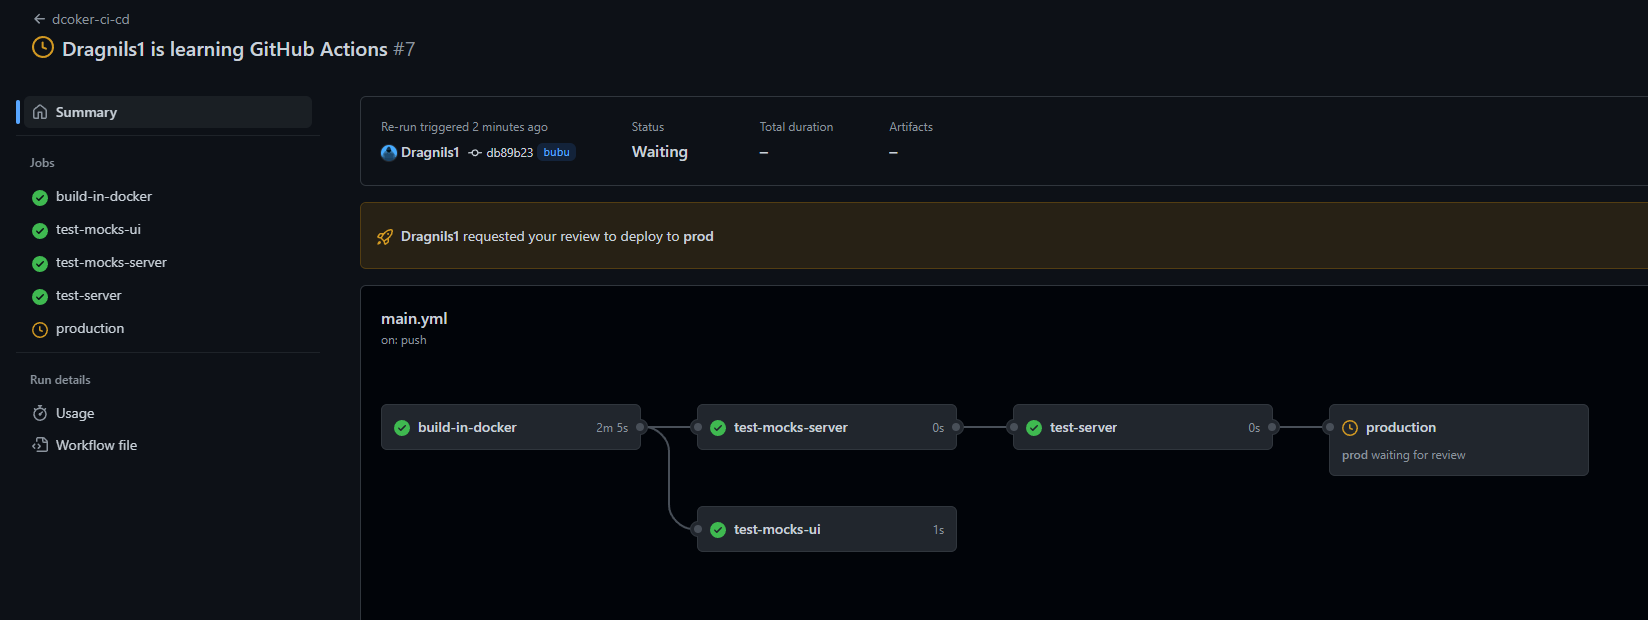 dcoker-ci-cd
Dragnils1 is learning GitHub Actions #7
Summary
Jobs
build-in-docker
test-mocks-ui
test-mocks-server
test-server
production
Run details
Usage
Workflow file
Re-run triggered 2 minutes ago
Dragnils1 db89b23 bubu
Status
Waiting
Total duration
–
Artifacts
–
Dragnils1 requested your review to deploy to prod
main.yml
on: push
build-in-docker 2m 5s
test-mocks-server 0s
test-server 0s
production
prod waiting for review
test-mocks-ui 1s